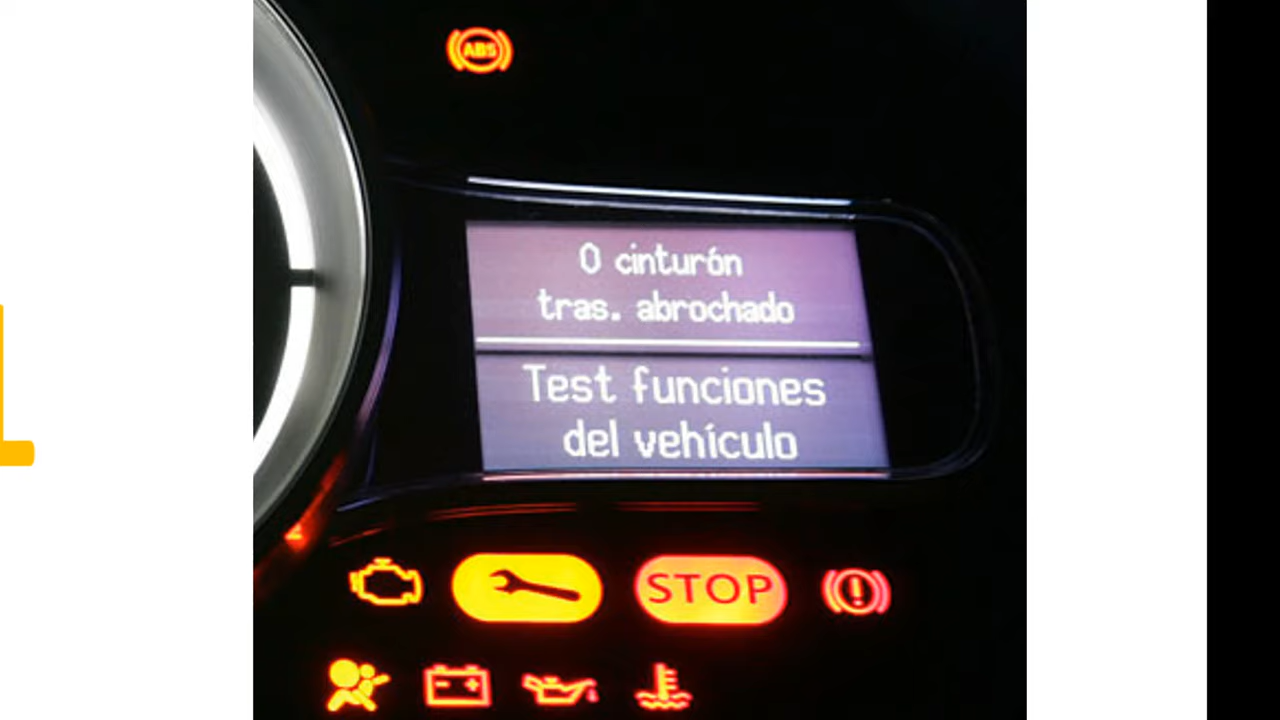 ABS
0 cinturón
tras. abrochado
Test funciones
del vehículo
STOP